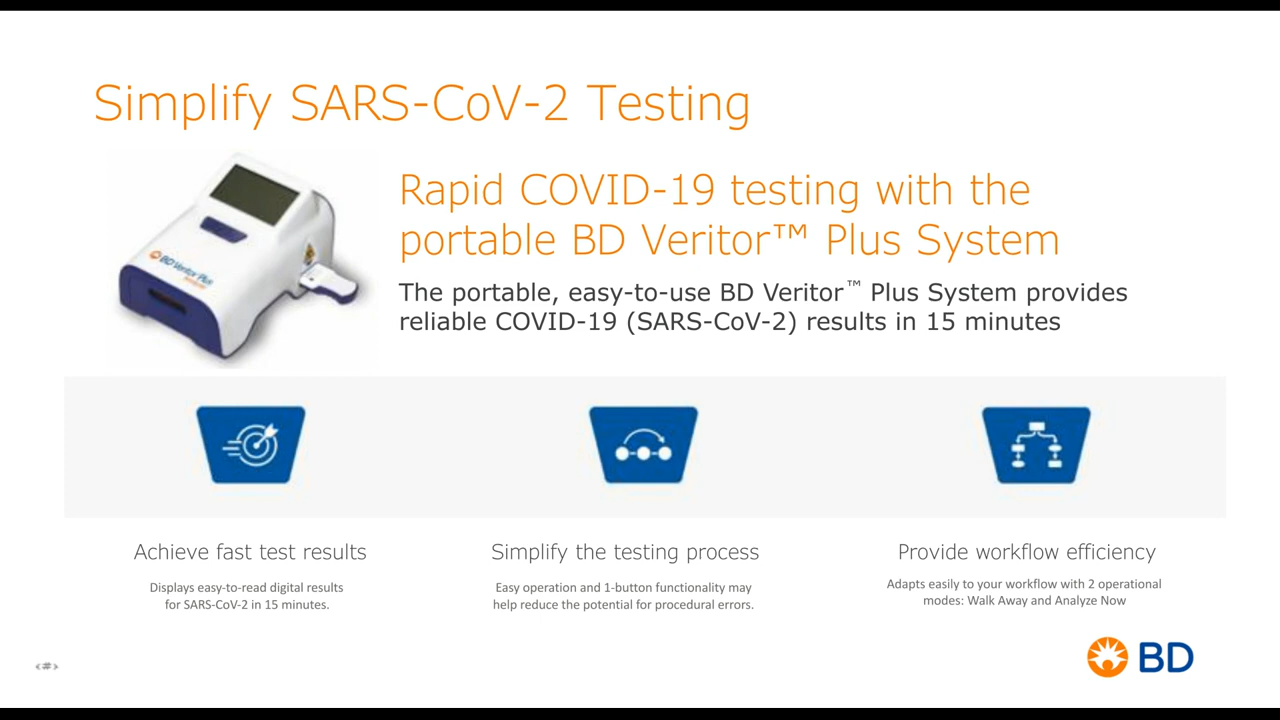 Simplify SARS-CoV-2 Testing
Rapid COVID-19 testing with the
portable BD Veritor™ Plus System
The portable, easy-to-use BD Veritor™ Plus System provides
reliable COVID-19 (SARS-CoV-2) results in 15 minutes
BD Veritor Plus
Achieve fast test results
Displays easy-to-read digital results
for SARS-CoV-2 in 15 minutes.
Simplify the testing process
Easy operation and 1-button functionality may
help reduce the potential for procedural errors.
Provide workflow efficiency
Adapts easily to your workflow with 2 operational
modes: Walk Away and Analyze Now
‹#›
BD